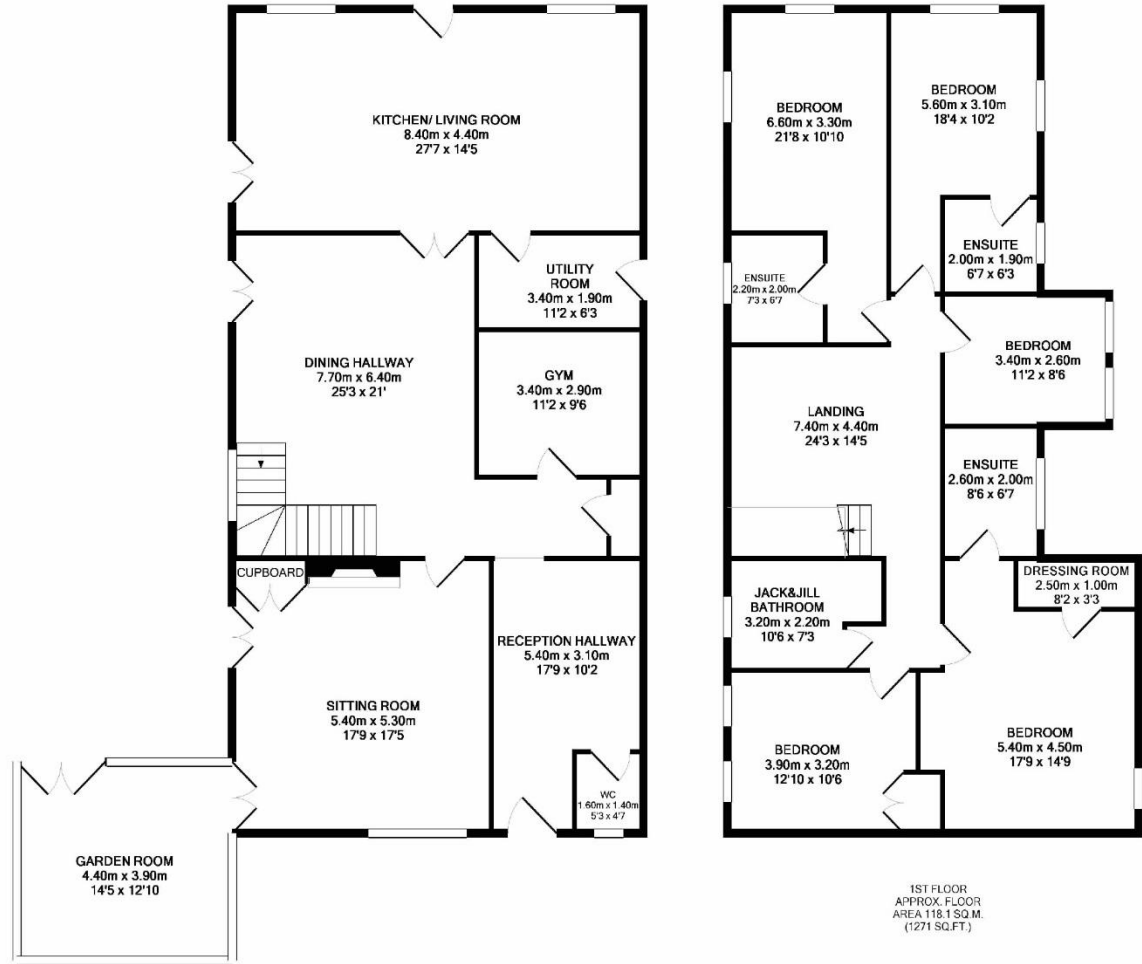 KITCHEN/ LIVING ROOM
8.40m x 4.40m
27'7 x 14'5
UTILITY
ROOM
3.40m x 1.90m
11'2 x 6'3
DINING HALLWAY
7.70m x 6.40m
25'3 x 21'
GYM
3.40m x 2.90m
11'2 x 9'6
CUPBOARD
RECEPTION HALLWAY
5.40m x 3.10m
17'9 x 10'2
SITTING ROOM
5.40m x 5.30m
17'9 x 17'5
WC
1.60m x 1.40m
5'3 x 4'7
GARDEN ROOM
4.40m x 3.90m
14'5 x 12'10
BEDROOM
6.60m x 3.30m
21'8 x 10'10
BEDROOM
5.60m x 3.10m
18'4 x 10'2
ENSUITE
2.00m x 1.90m
6'7 x 6'3
ENSUITE
2.20m x 2.00m
7'3 x 6'7
BEDROOM
3.40m x 2.60m
11'2 x 8'6
LANDING
7.40m x 4.40m
24'3 x 14'5
ENSUITE
2.60m x 2.00m
8'6 x 6'7
DRESSING ROOM
2.50m x 1.00m
8'2 x 3'3
JACK&JILL
BATHROOM
3.20m x 2.20m
10'6 x 7'3
BEDROOM
5.40m x 4.50m
17'9 x 14'9
BEDROOM
3.90m x 3.20m
12'10 x 10'6
1ST FLOOR
APPROX. FLOOR
AREA 118.1 SQ.M.
(1271 SQ.FT.)